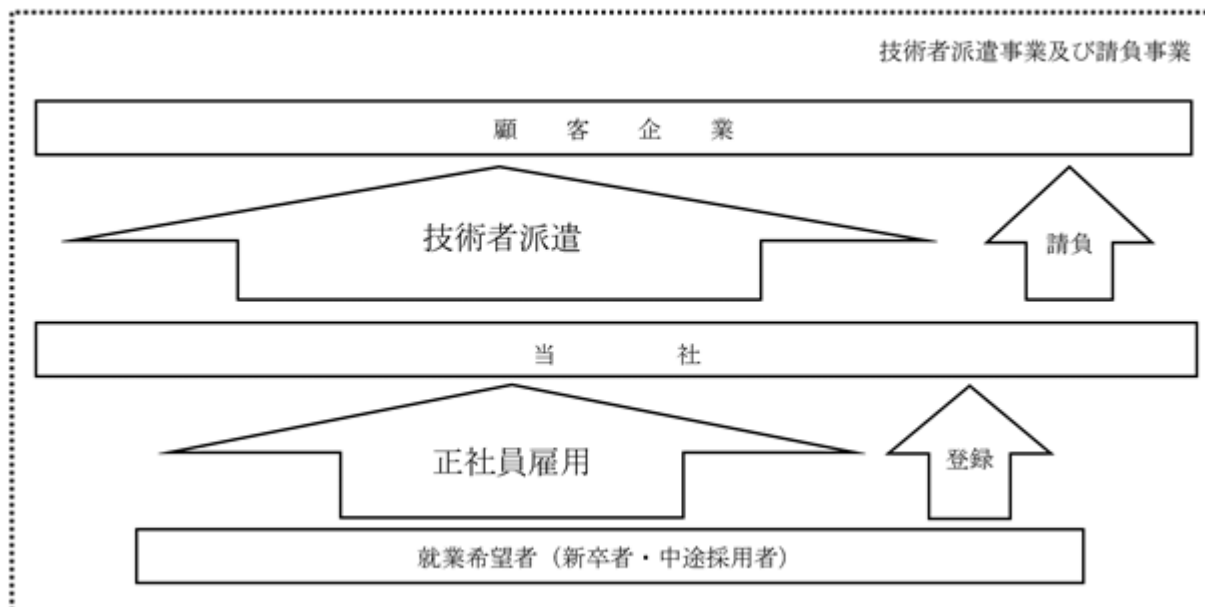 技術者派遣事業及び請負事業
顧客企業
技術者派遣
請負
当社
正社員雇用
登録
就業希望者（新卒者・中途採用者）